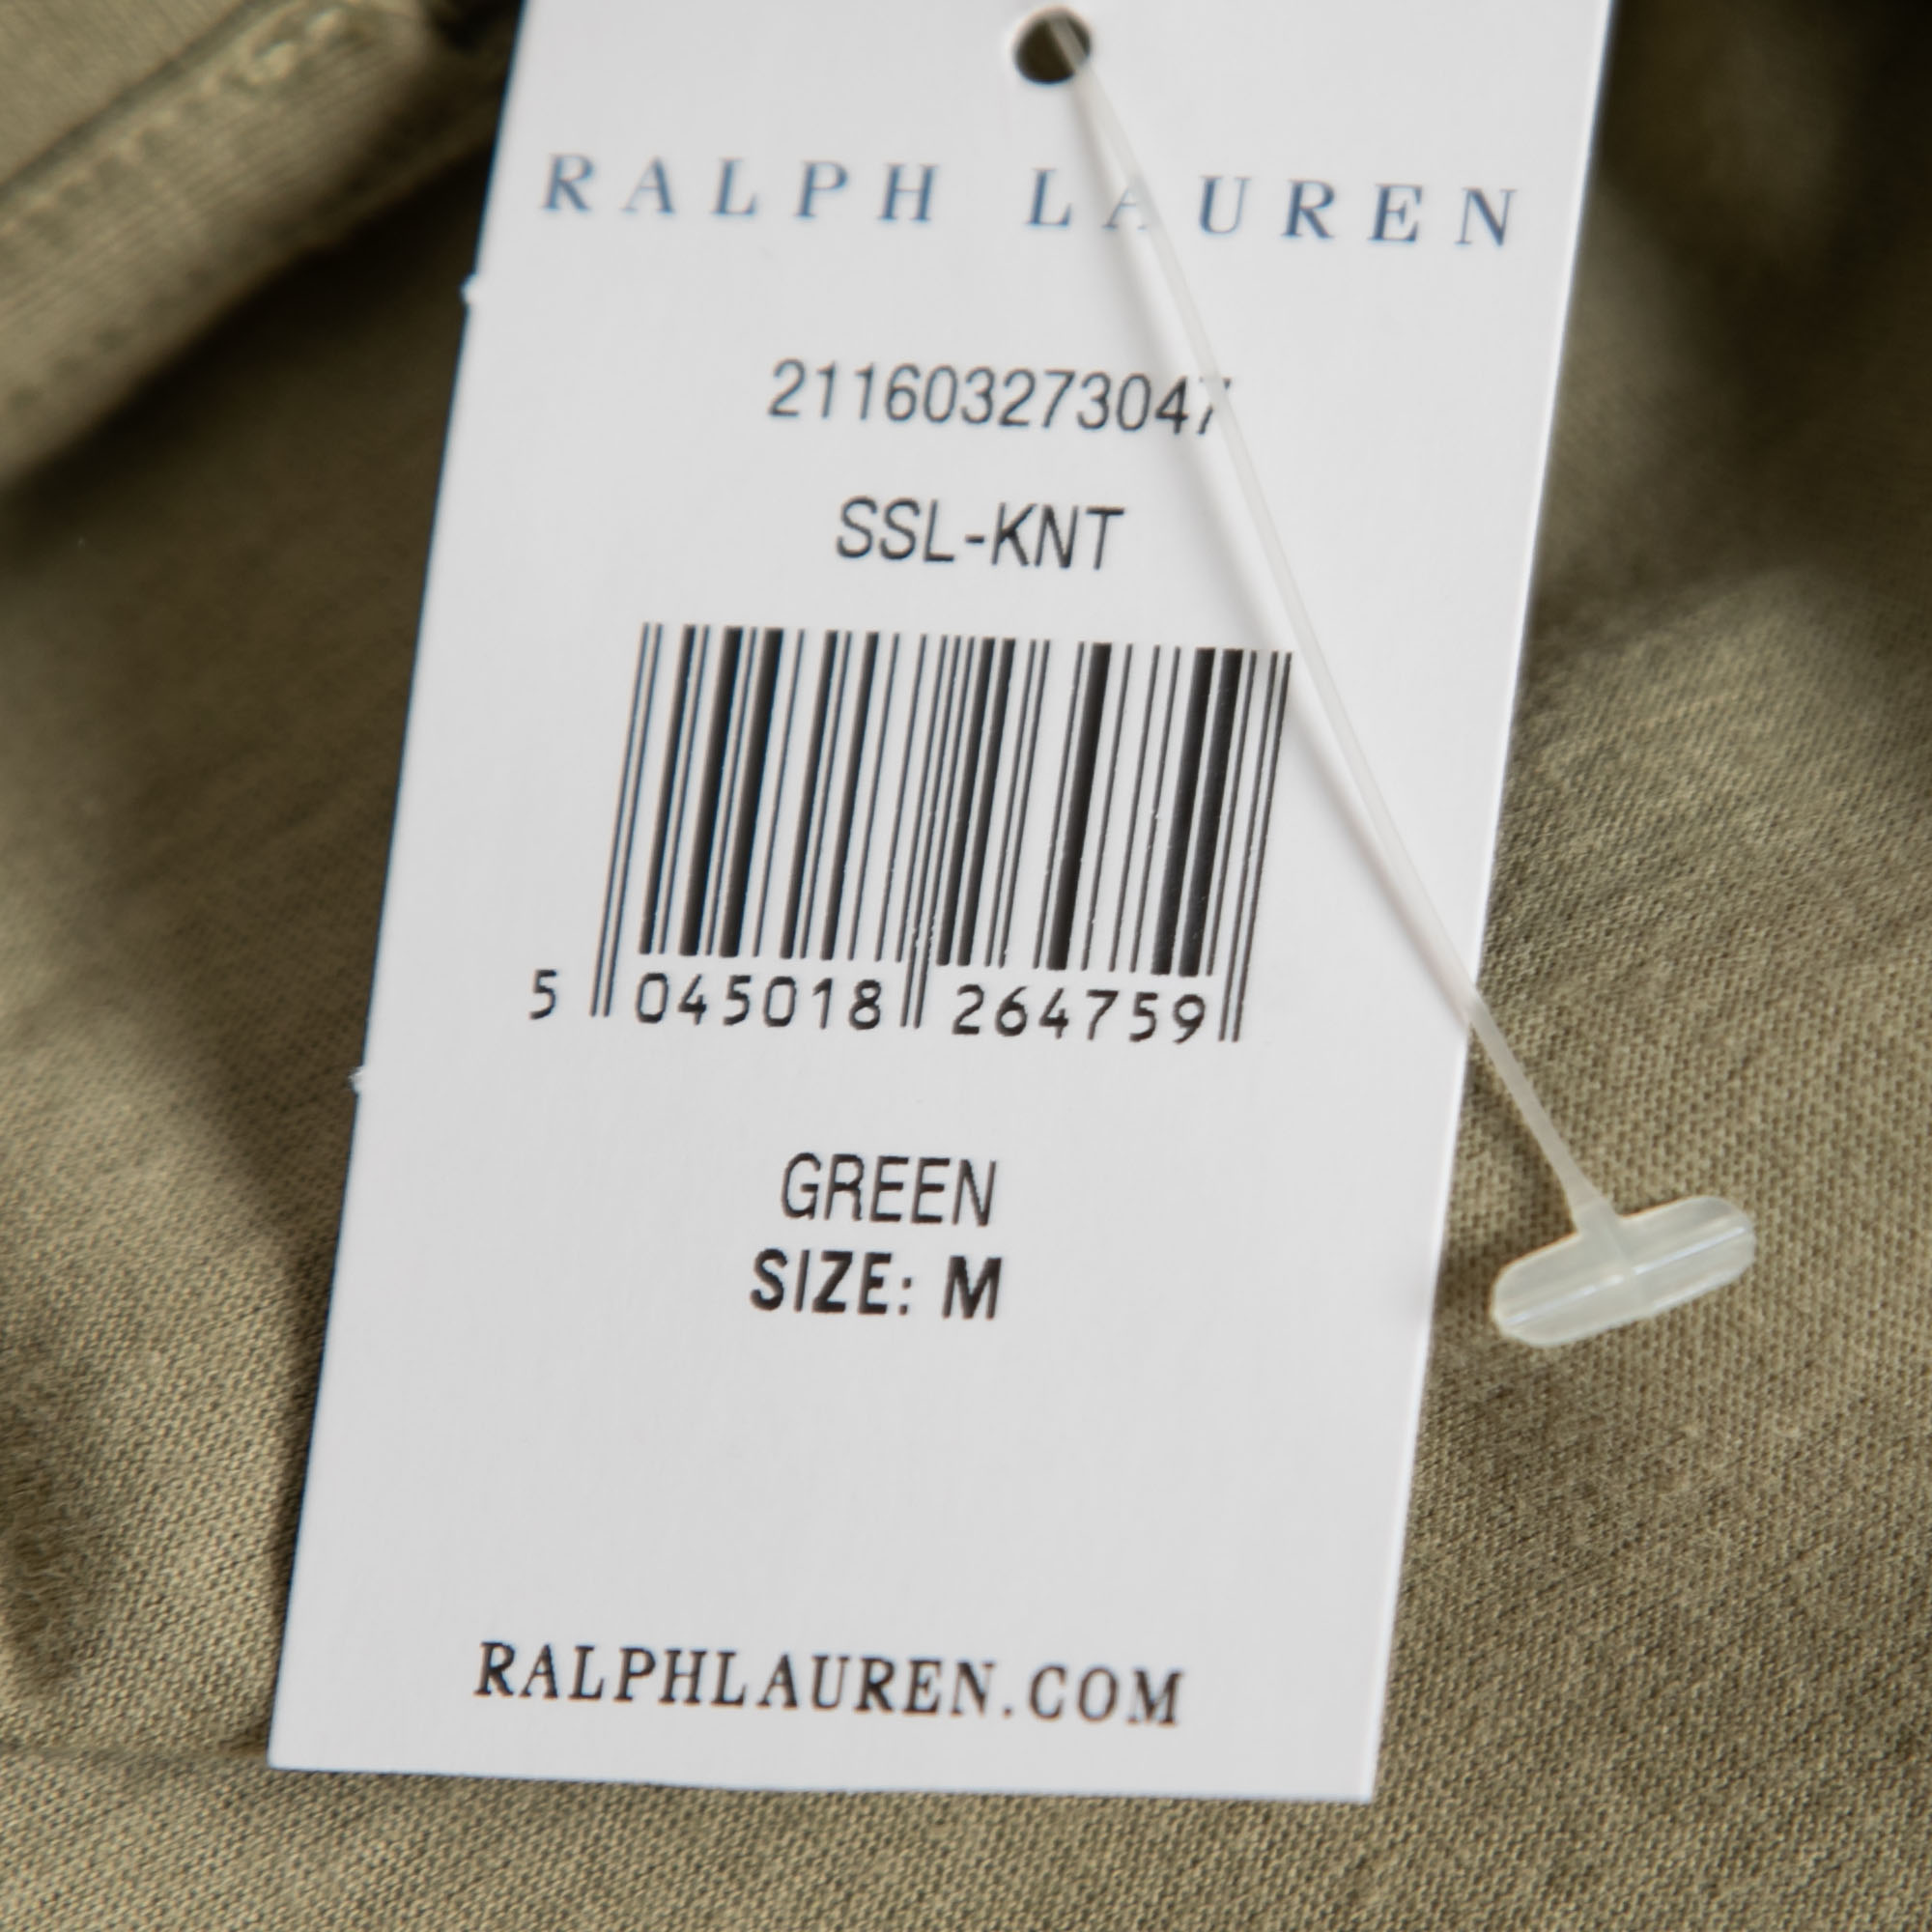 RALPH LAUREN
211603273047
SSL-KNT
5 045018 264759
GREEN
SIZE: M
RALPHLAUREN.COM